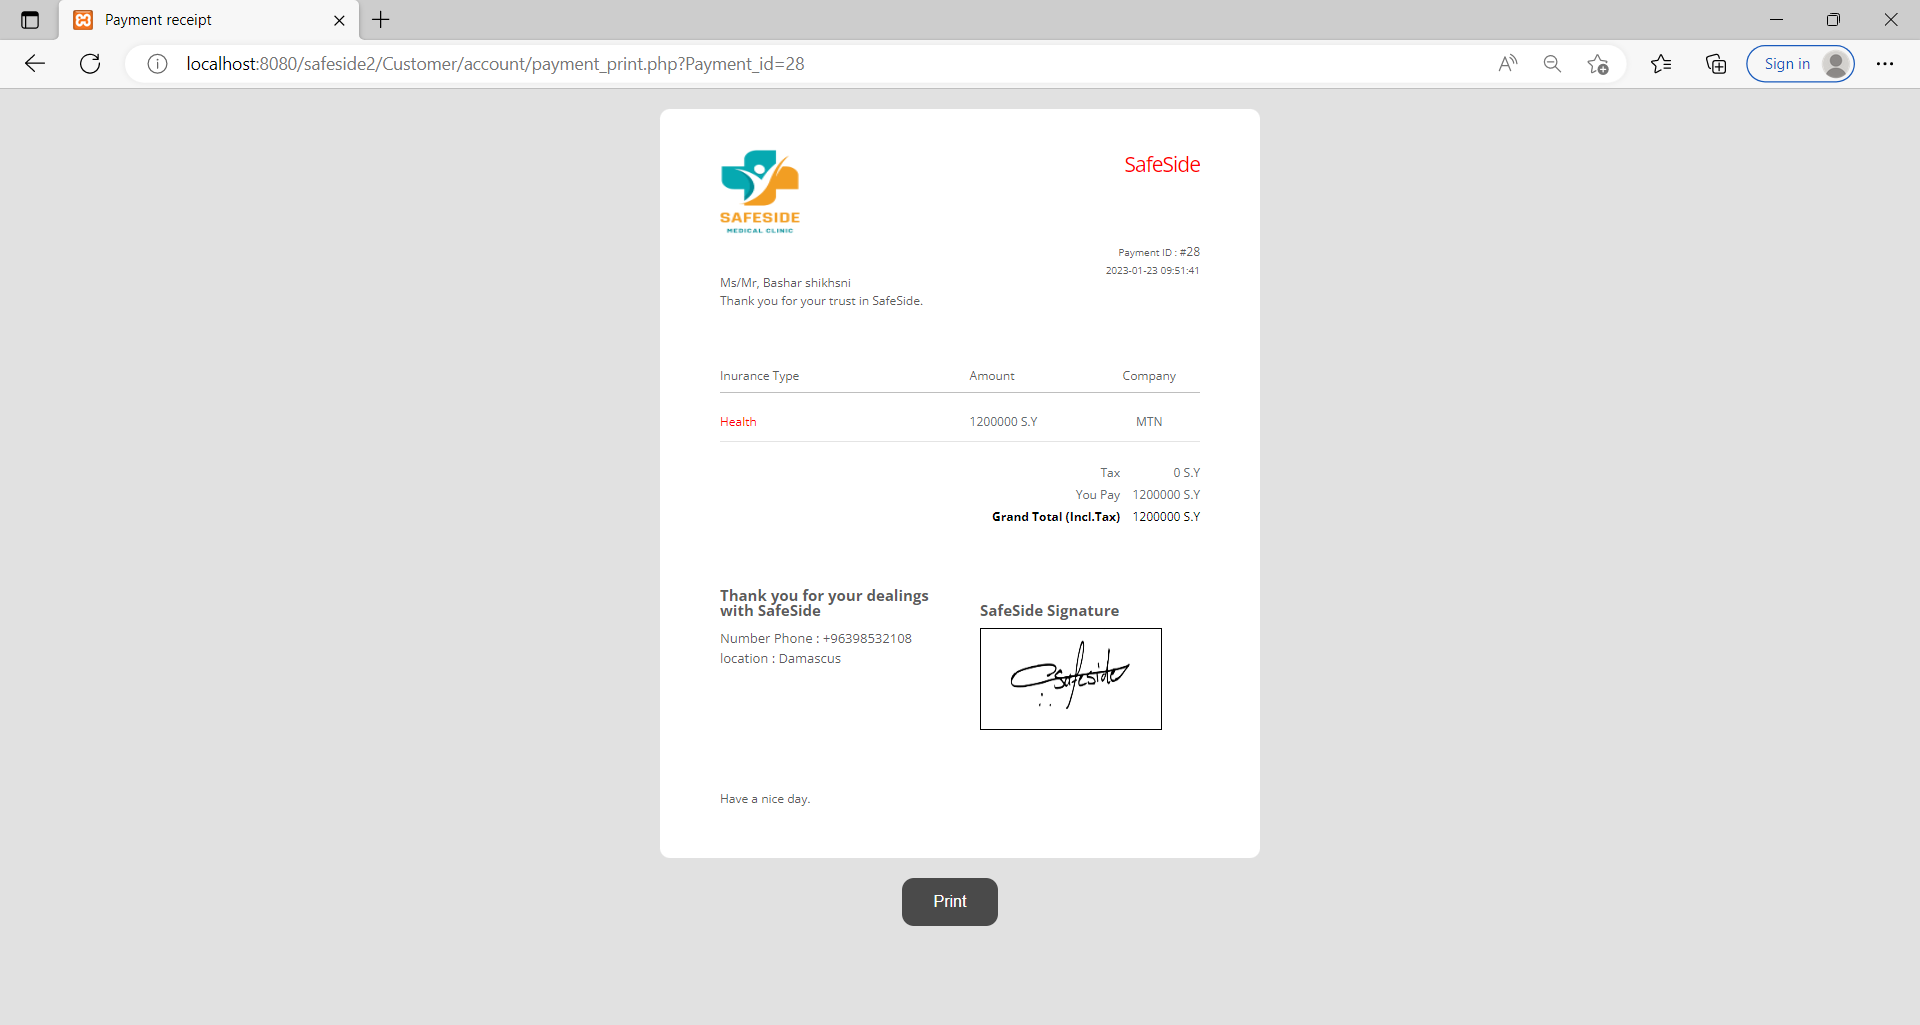 Payment receipt
localhost:8080/safeside2/Customer/account/payment_print.php?Payment_id=28
Sign in
SAFESIDE
MEDICAL CLINIC
SafeSide
Payment ID : #28
2023-01-23 09:51:41
Ms/Mr, Bashar shikhsni
Thank you for your trust in SafeSide.
Inurance Type Amount Company
Health 1200000 S.Y MTN
Tax 0 S.Y
You Pay 1200000 S.Y
Grand Total (Incl.Tax) 1200000 S.Y
Thank you for your dealings
with SafeSide
Number Phone : +96398532108
location : Damascus
SafeSide Signature
safeside
Have a nice day.
Print